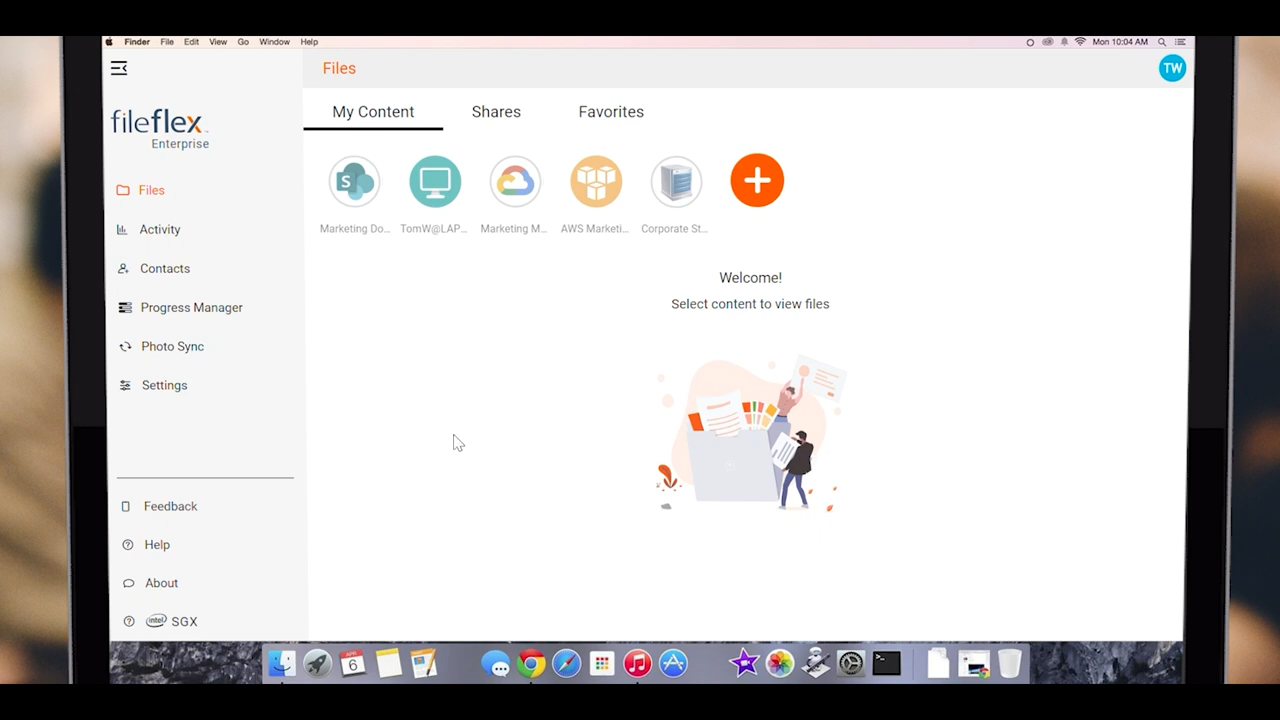 Finder File Edit View Go Window Help
Mon 10:04 AM
Files
TW
My Content Shares Favorites
fileflex
Enterprise
S
Marketing Do... TomW@LAP... Marketing M... AWS Marketi... Corporate St...
Files
Activity
Contacts
Progress Manager
Photo Sync
Settings
Welcome!
Select content to view files
Feedback
Help
About
intel SGX
APR
6